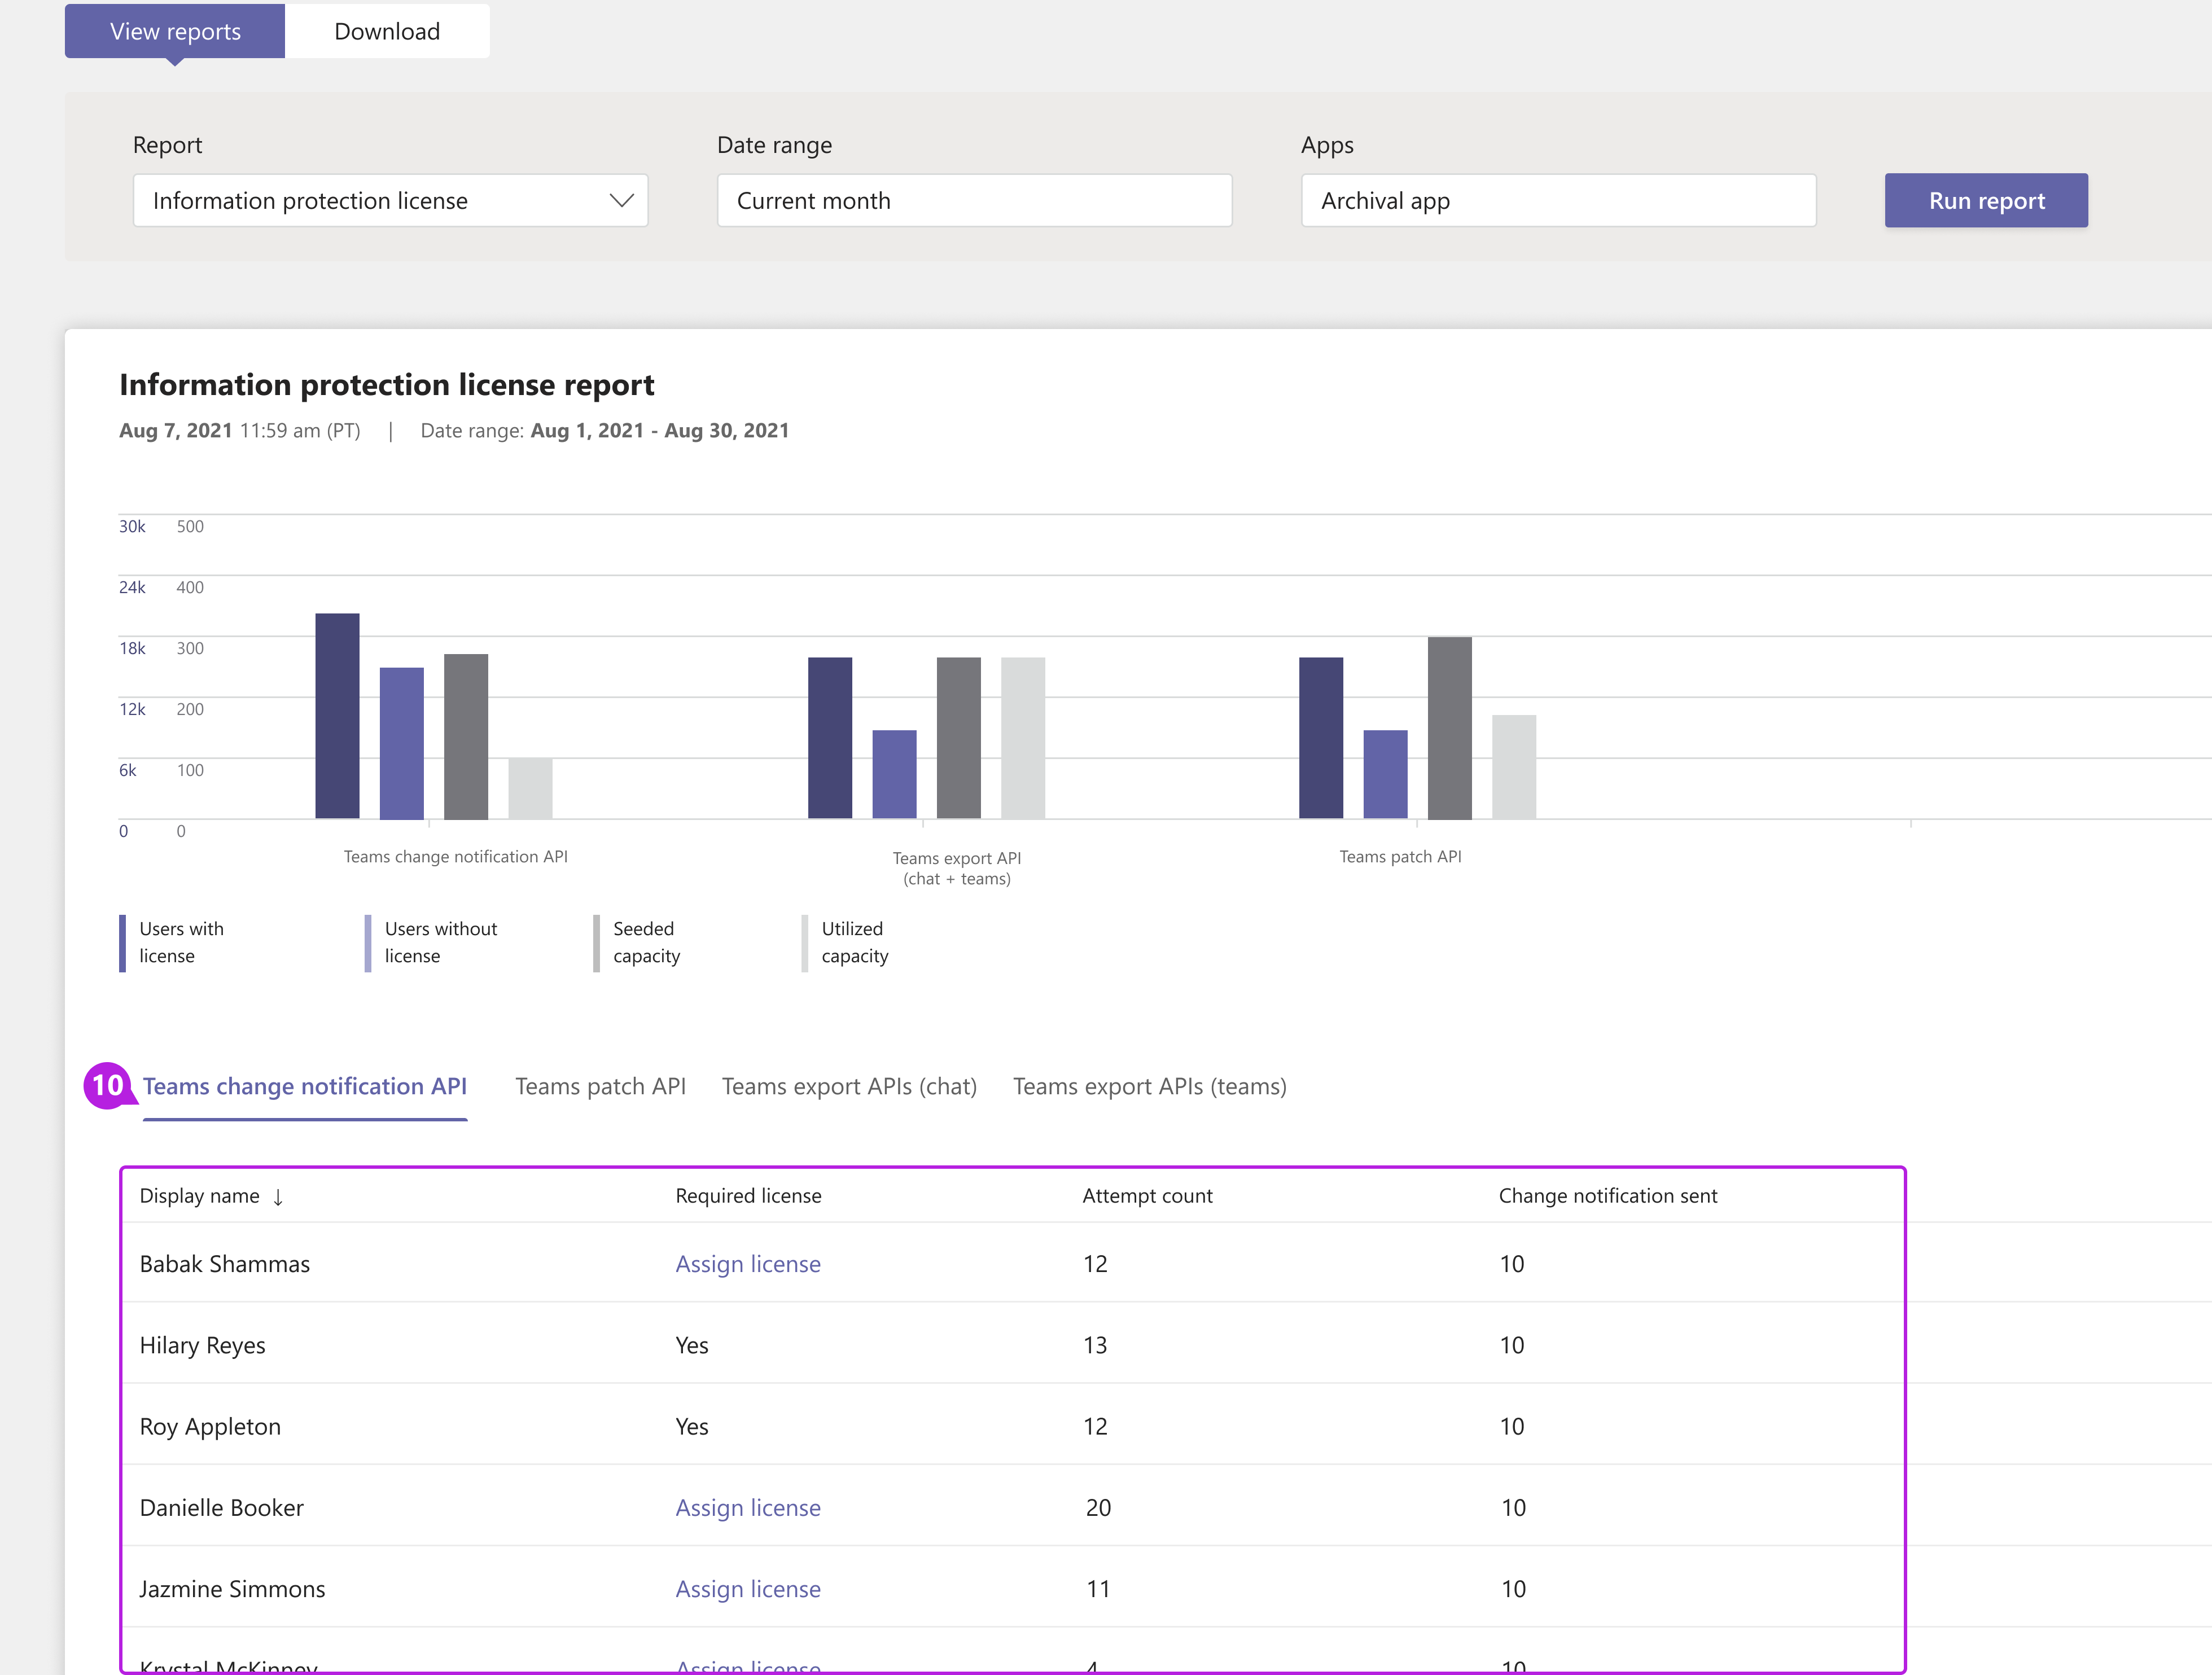 View reports Download
Report Date range Apps
Information protection license Current month Archival app Run report
Information protection license report
Aug 7, 2021 11:59 am (PT) | Date range: Aug 1, 2021 - Aug 30, 2021
30k 500
24k 400
18k 300
12k 200
6k 100
0 0
Teams change notification API Teams export API Teams patch API
(chat + teams)
Users with Users without Seeded Utilized
license license capacity capacity
10 Teams change notification API Teams patch API Teams export APIs (chat) Teams export APIs (teams)
Display name ↓ Required license Attempt count Change notification sent
Babak Shammas Assign license 12 10
Hilary Reyes Yes 13 10
Roy Appleton Yes 12 10
Danielle Booker Assign license 20 10
Jazmine Simmons Assign license 11 10
Krystal McKinney Assign license 4 10